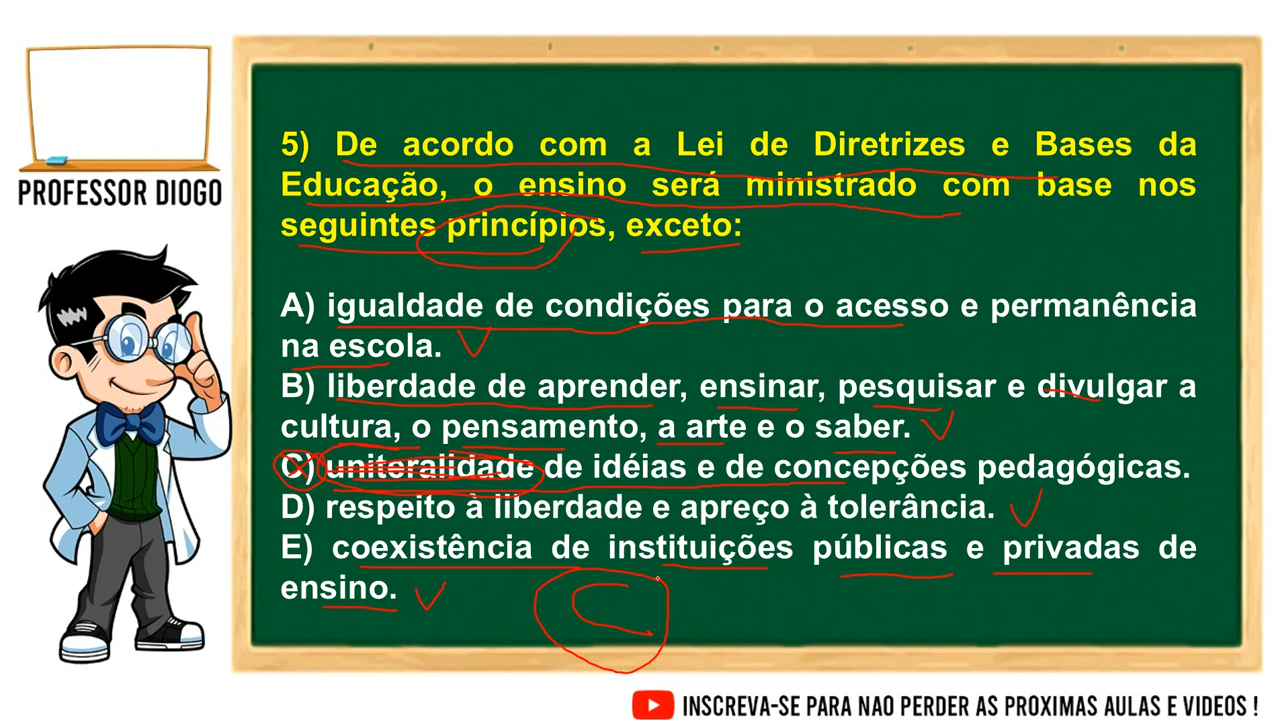 PROFESSOR DIOGO
5) De acordo com a Lei de Diretrizes e Bases da
Educação, o ensino será ministrado com base nos
seguintes princípios, exceto:
A) igualdade de condições para o acesso e permanência
na escola.
B) liberdade de aprender, ensinar, pesquisar e divulgar a
cultura, o pensamento, a arte e o saber.
C) uniteralidade de idéias e de concepções pedagógicas.
D) respeito à liberdade e apreço à tolerância.
E) coexistência de instituições públicas e privadas de
ensino.
C
INSCREVA-SE PARA NAO PERDER AS PROXIMAS AULAS E VIDEOS !